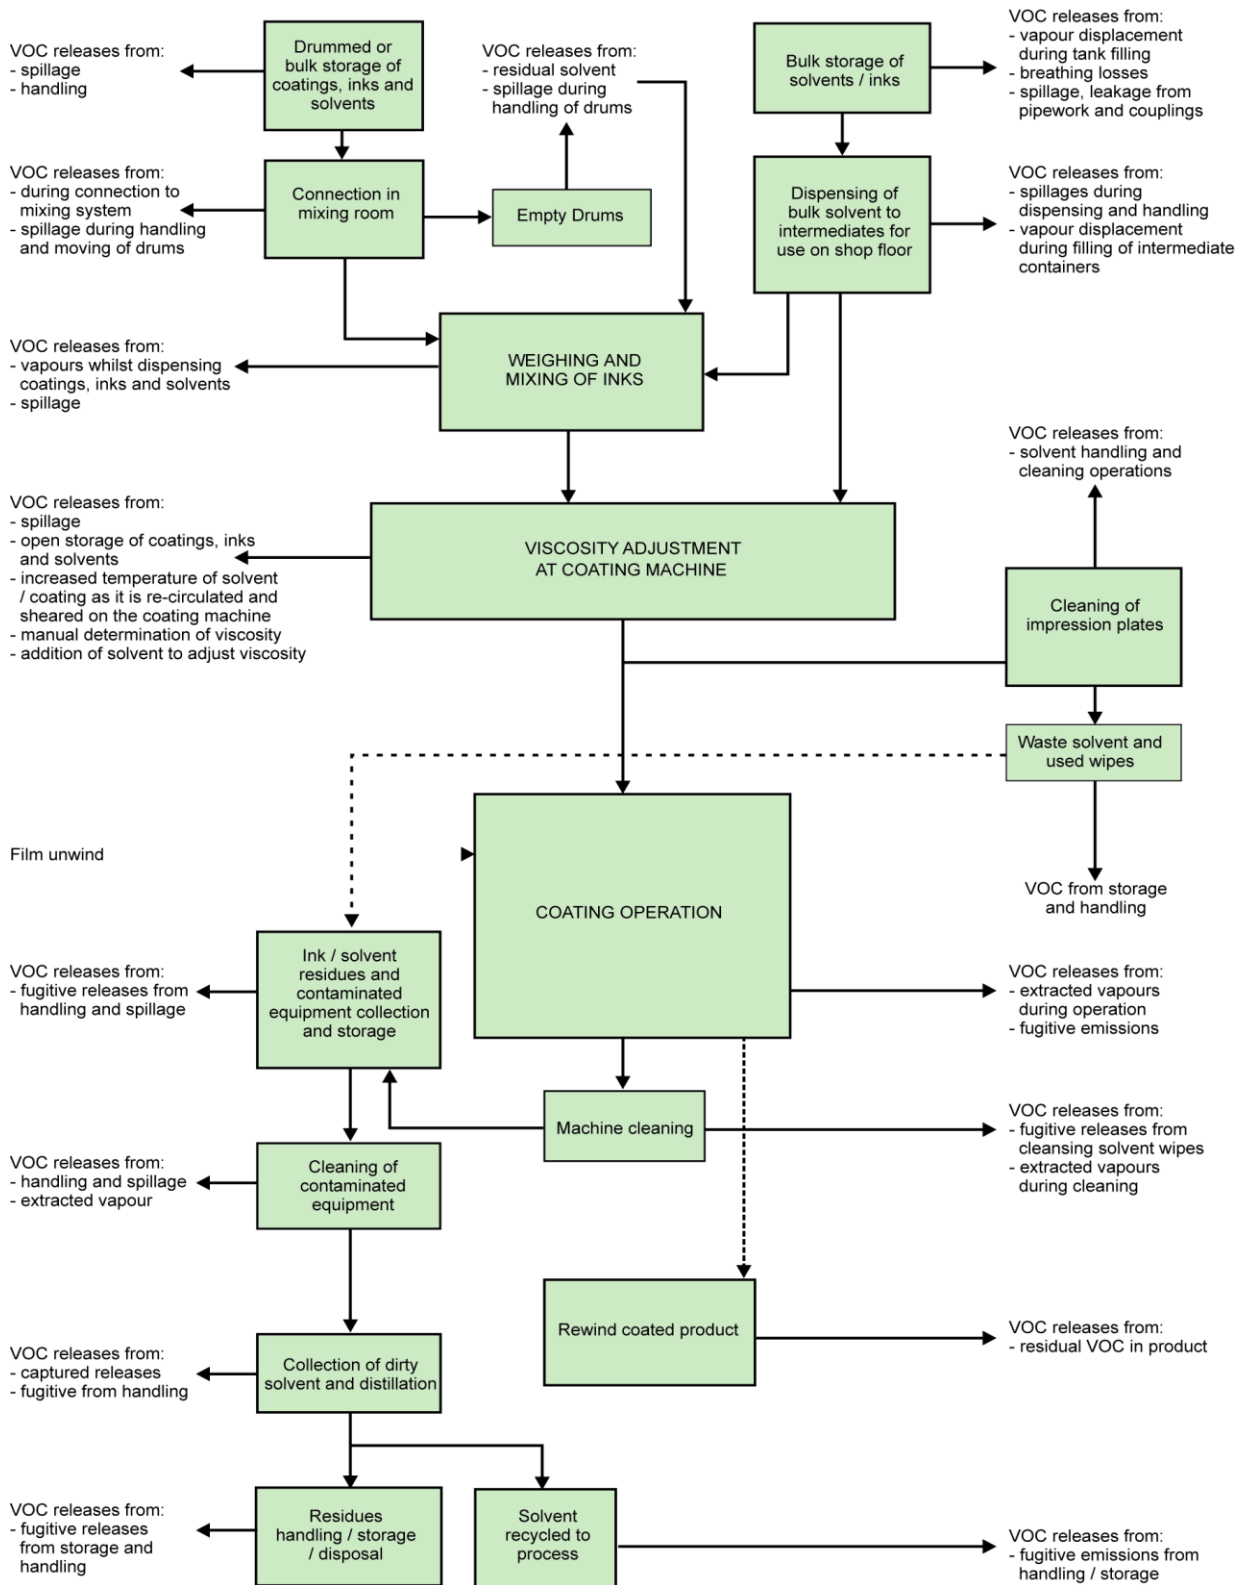 VOC releases from:
- spillage
- handling
Drummed or
bulk storage of
coatings, inks and
solvents
VOC releases from:
- residual solvent
- spillage during
handling of drums
Bulk storage of
solvents / inks
VOC releases from:
- vapour displacement
during tank filling
- breathing losses
- spillage, leakage from
pipework and couplings
VOC releases from:
- during connection to
mixing system
- spillage during handling
and moving of drums
Connection in
mixing room
Empty Drums
Dispensing of
bulk solvent to
intermediates for
use on shop floor
VOC releases from:
- spillages during
dispensing and handling
- vapour displacement
during filling of intermediate
containers
VOC releases from:
- vapours whilst dispensing
coatings, inks and solvents
- spillage
WEIGHING AND
MIXING OF INKS
VOC releases from:
- solvent handling and
cleaning operations
VOC releases from:
- spillage
- open storage of coatings, inks
and solvents
- increased temperature of solvent
/ coating as it is re-circulated and
sheared on the coating machine
- manual determination of viscosity
- addition of solvent to adjust viscosity
VISCOSITY ADJUSTMENT
AT COATING MACHINE
Cleaning of
impression plates
Waste solvent and
used wipes
Film unwind
COATING OPERATION
VOC from storage
and handling
VOC releases from:
- fugitive releases from
handling and spillage
Ink / solvent
residues and
contaminated
equipment collection
and storage
VOC releases from:
- extracted vapours
during operation
- fugitive emissions
Machine cleaning
VOC releases from:
- fugitive releases from
cleansing solvent wipes
- extracted vapours
during cleaning
VOC releases from:
- handling and spillage
- extracted vapour
Cleaning of
contaminated
equipment
Rewind coated product
VOC releases from:
- residual VOC in product
VOC releases from:
- captured releases
- fugitive from handling
Collection of dirty
solvent and distillation
VOC releases from:
- fugitive releases
from storage and
handling
Residues
handling / storage
/ disposal
Solvent
recycled to
process
VOC releases from:
- fugitive emissions from
handling / storage